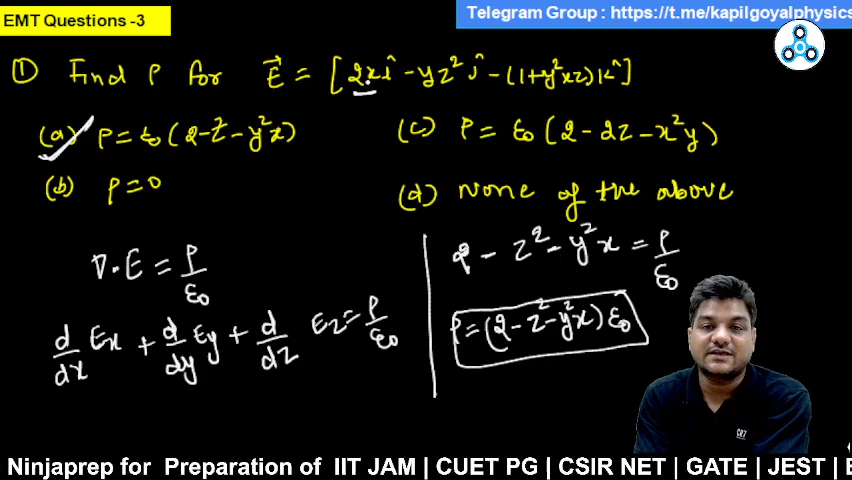 EMT Questions -3
Telegram Group : https://t.me/kapilgoyalphysics
① Find ρ for E⃗ = [2xî - yz²ĵ - (1+y²xz)k̂]
(a) ρ = ε₀ (2-z²-y²x)
(c) ρ = ε₀ (2-2z-x²y)
(b) ρ=0
(d) None of the above
∇·E = ρ/ε₀
d/dx Ex + d/dy Ey + d/dz Ez = ρ/ε₀
2 - z² - y²x = ρ/ε₀
ρ = (2-z²-y²x) ε₀
Ninjaprep for Preparation of IIT JAM | CUET PG | CSIR NET | GATE | JEST |